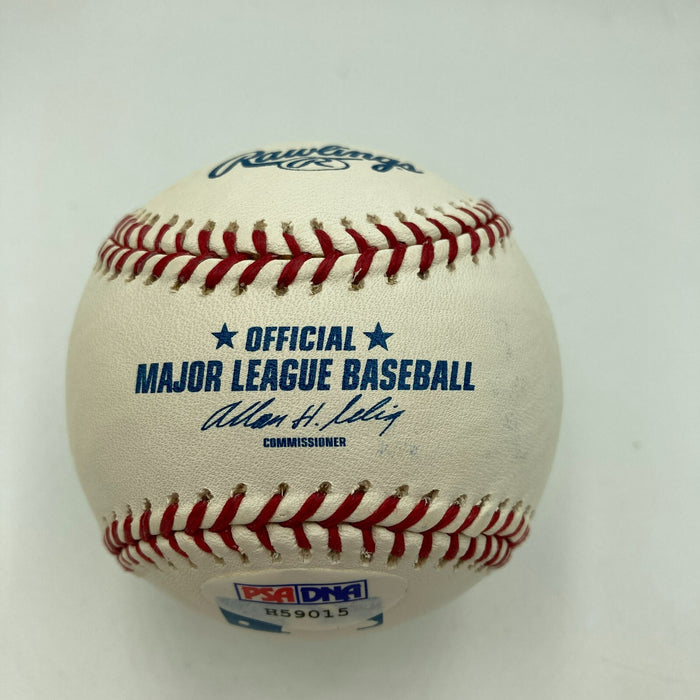 Rawlings
R
★ OFFICIAL ★
MAJOR LEAGUE BASEBALL
Allan H. Selig
COMMISSIONER
PSA DNA
H59015